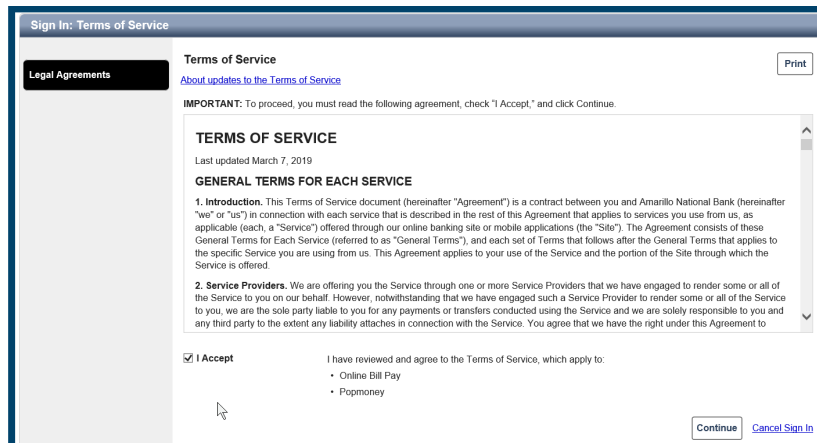 Sign In: Terms of Service
Legal Agreements
Terms of Service
Print
About updates to the Terms of Service
IMPORTANT: To proceed, you must read the following agreement, check "I Accept," and click Continue.
TERMS OF SERVICE
Last updated March 7, 2019
GENERAL TERMS FOR EACH SERVICE
1. Introduction. This Terms of Service document (hereinafter "Agreement") is a contract between you and Amarillo National Bank (hereinafter
"we" or "us") in connection with each service that is described in the rest of this Agreement that applies to services you use from us, as
applicable (each, a "Service") offered through our online banking site or mobile applications (the "Site"). The Agreement consists of these
General Terms for Each Service (referred to as "General Terms"), and each set of Terms that follows after the General Terms that applies to
the specific Service you are using from us. This Agreement applies to your use of the Service and the portion of the Site through which the
Service is offered.
2. Service Providers. We are offering you the Service through one or more Service Providers that we have engaged to render some or all of
the Service to you on our behalf. However, notwithstanding that we have engaged such a Service Provider to render some or all of the Service
to you, we are the sole party liable to you for any payments or transfers conducted using the Service and we are solely responsible to you and
any third party to the extent any liability attaches in connection with the Service. You agree that we have the right under this Agreement to
I Accept
I have reviewed and agree to the Terms of Service, which apply to:
• Online Bill Pay
• Popmoney
Continue
Cancel Sign In